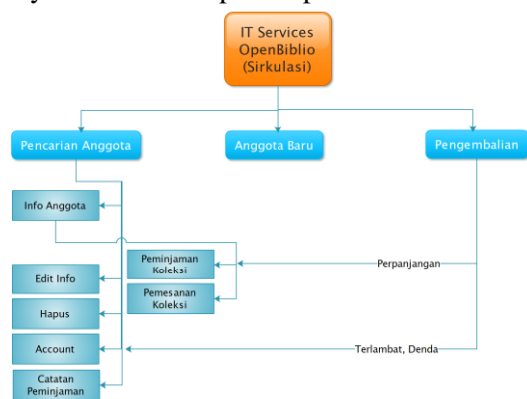 IT Services
OpenBiblio
(Sirkulasi)
Pencarian Anggota
Anggota Baru
Pengembalian
Info Anggota
Peminjaman
Koleksi
Perpanjangan
Edit Info
Pemesanan
Koleksi
Hapus
Account
Terlambat, Denda
Catatan
Peminjaman